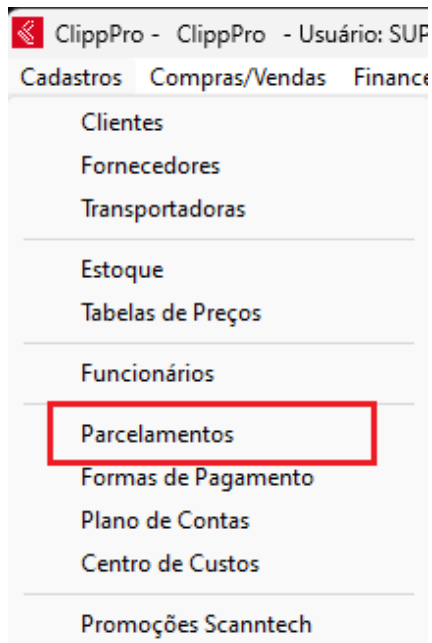 ClippPro - ClippPro - Usuário: SUP
Cadastros Compras/Vendas Finance
Clientes
Fornecedores
Transportadoras
Estoque
Tabelas de Preços
Funcionários
Parcelamentos
Formas de Pagamento
Plano de Contas
Centro de Custos
Promoções Scanntech